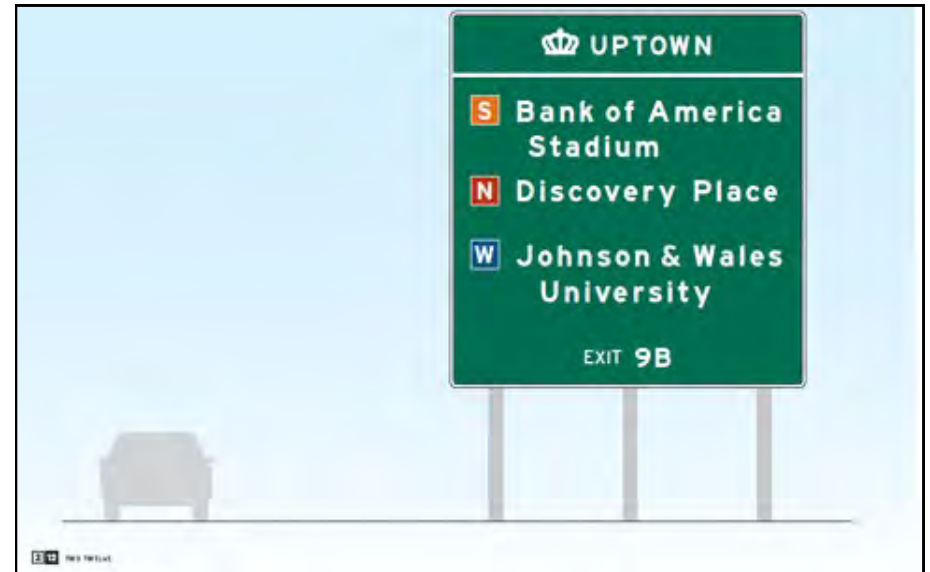 UPTOWN
S Bank of America
Stadium
N Discovery Place
W Johnson & Wales
University
EXIT 9B